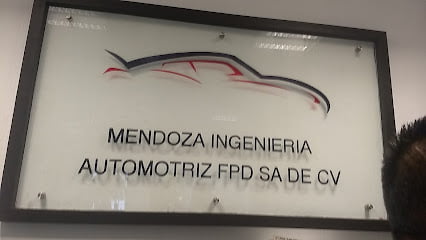 MENDOZA INGENIERIA
AUTOMOTRIZ FPD SA DE CV